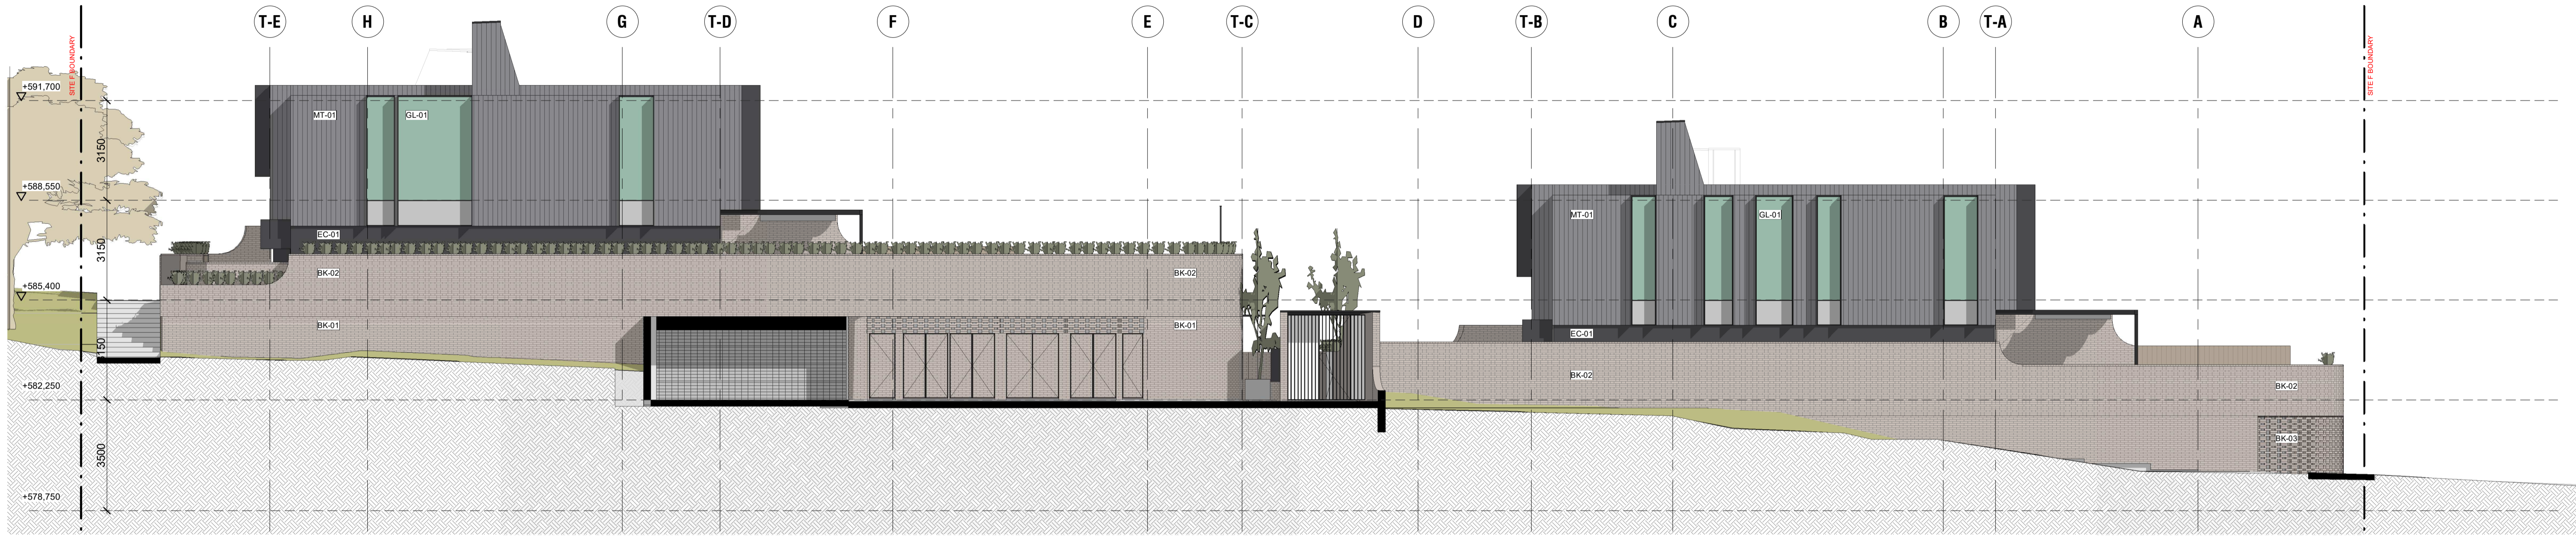 T-E H G T-D F E T-C D T-B C B T-A A
SITE F BOUNDARY
SITE F BOUNDARY
+591,700
MT-01 GL-01
3150
+588,550
MT-01 GL-01
EC-01
3150
BK-02 BK-02
+585,400
BK-01 BK-01
EC-01
3150
BK-02
+582,250
BK-02
BK-03
3500
+578,750